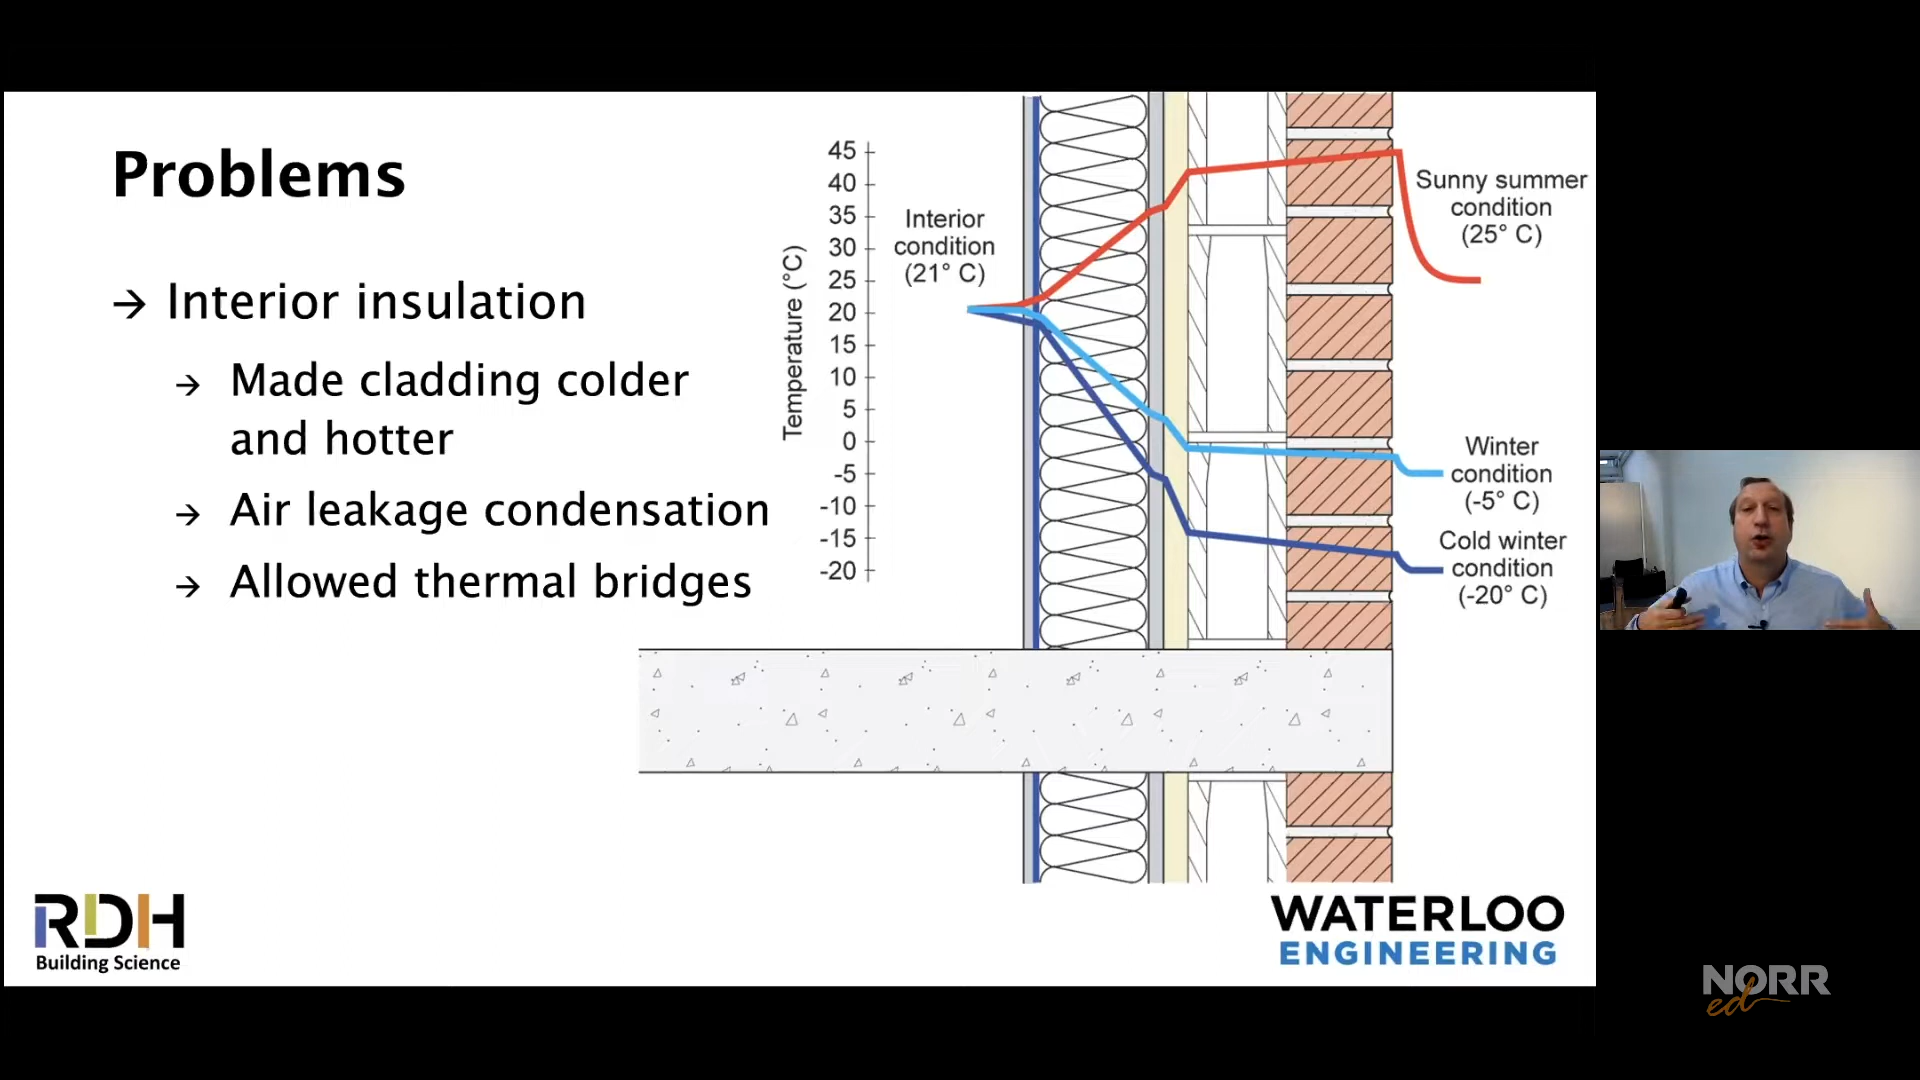 Problems
→ Interior insulation
→ Made cladding colder
and hotter
→ Air leakage condensation
→ Allowed thermal bridges
Temperature (°C)
45
40
35
30
25
20
15
10
5
0
-5
-10
-15
-20
Interior
condition
(21° C)
Sunny summer
condition
(25° C)
Winter
condition
(-5° C)
Cold winter
condition
(-20° C)
RDH
Building Science
WATERLOO
ENGINEERING
NORR
ed